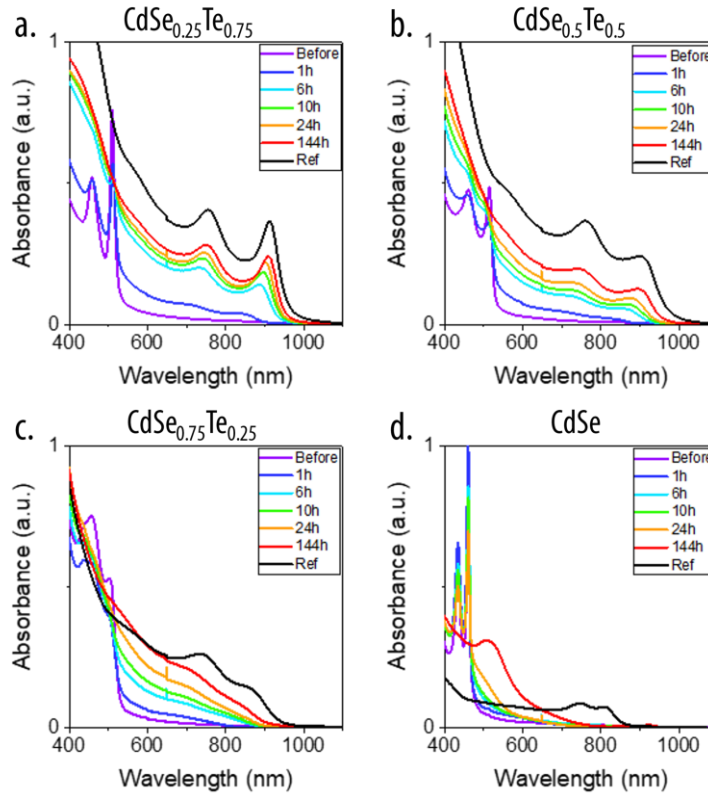 a. CdSe0.25Te0.75
Absorbance (a.u.)
1
0
Before
1h
6h
10h
24h
144h
Ref
400 600 800 1000
Wavelength (nm)
b. CdSe0.5Te0.5
Absorbance (a.u.)
1
0
Before
1h
6h
10h
24h
144h
Ref
400 600 800 1000
Wavelength (nm)
c. CdSe0.75Te0.25
Absorbance (a.u.)
1
0
Before
1h
6h
10h
24h
144h
Ref
400 600 800 1000
Wavelength (nm)
d. CdSe
Absorbance (a.u.)
1
0
Before
1h
6h
10h
24h
144h
Ref
400 600 800 1000
Wavelength (nm)